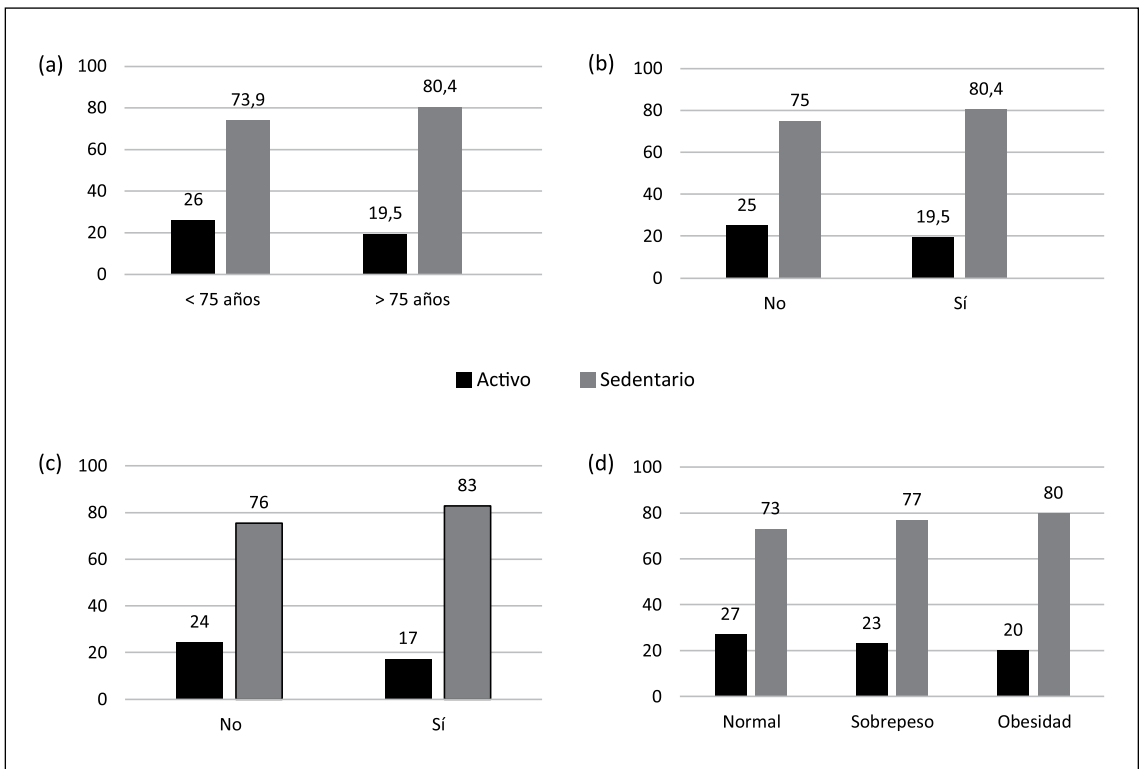 (a)
100
80
60
40
20
0
26
73,9
19,5
80,4
< 75 años
> 75 años
(b)
100
80
60
40
20
0
25
75
19,5
80,4
No
Sí
Activo
Sedentario
(c)
100
80
60
40
20
0
24
76
17
83
No
Sí
(d)
100
80
60
40
20
0
27
73
23
77
20
80
Normal
Sobrepeso
Obesidad